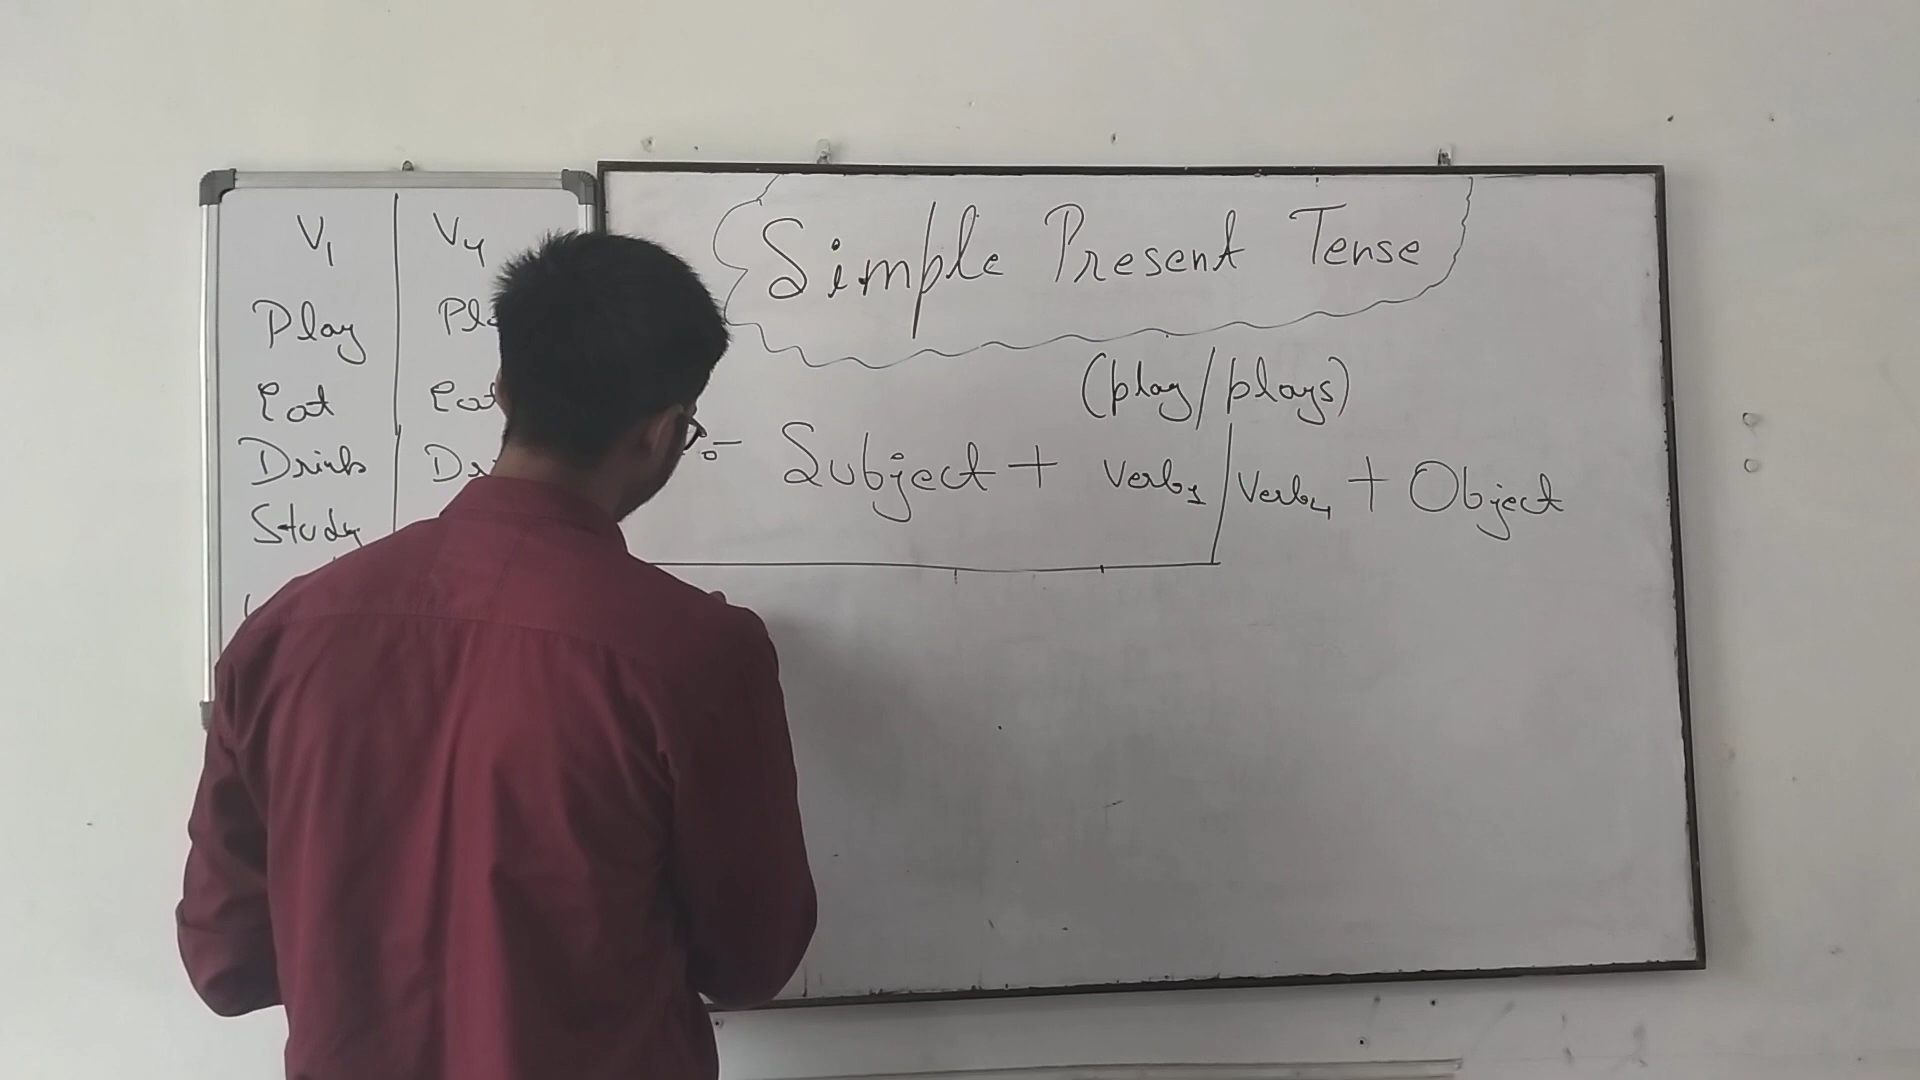 V1 V4
Play
Eat
Drink
Study
Simple Present Tense
(play/plays)
Subject + Verb1/Verb4 + Object